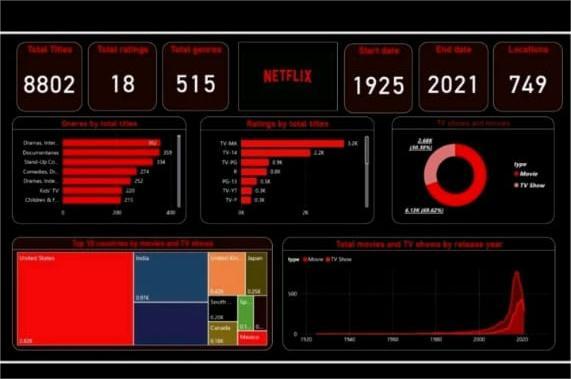 Total Titles
8802
Total ratings
18
Total genres
515
NETFLIX
Start date
1925
End date
2021
Locations
749
Genres by total titles
Dramas, Inte... 362
Documentaries 359
Stand-Up Co... 334
Comedies, ... 274
Dramas, Inde... 252
Kids' TV 220
Children & F... 215
0 200 400
Ratings by total titles
TV-MA 3.2K
TV-14 2.2K
TV-PG 0.9K
R 0.8K
PG-13 0.5K
TV-Y7 0.3K
TV-Y 0.3K
0K 2K
TV shows and movies
type
Movie
TV Show
6.13K (69.62%)
Top 10 countries by movies and TV shows
United States
2.82K
India
0.97K
United Kin...
0.42K
Japan
0.25K
South ...
0.20K
Canada
0.18K
Sp...
0.1...
0...
Mexico
Total movies and TV shows by release year
type Movie TV Show
500
0
1920 1940 1960 1980 2000 2020